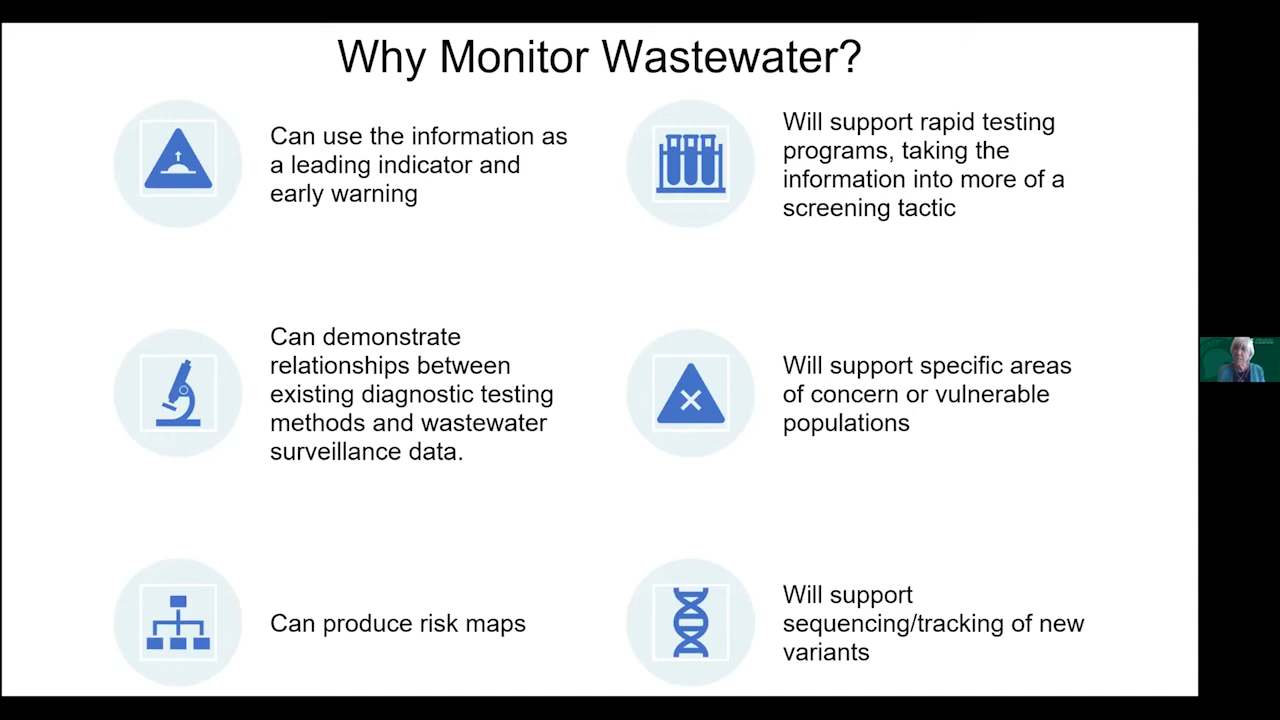 Why Monitor Wastewater?
Can use the information as
a leading indicator and
early warning
Will support rapid testing
programs, taking the
information into more of a
screening tactic
Can demonstrate
relationships between
existing diagnostic testing
methods and wastewater
surveillance data.
Will support specific areas
of concern or vulnerable
populations
Can produce risk maps
Will support
sequencing/tracking of new
variants